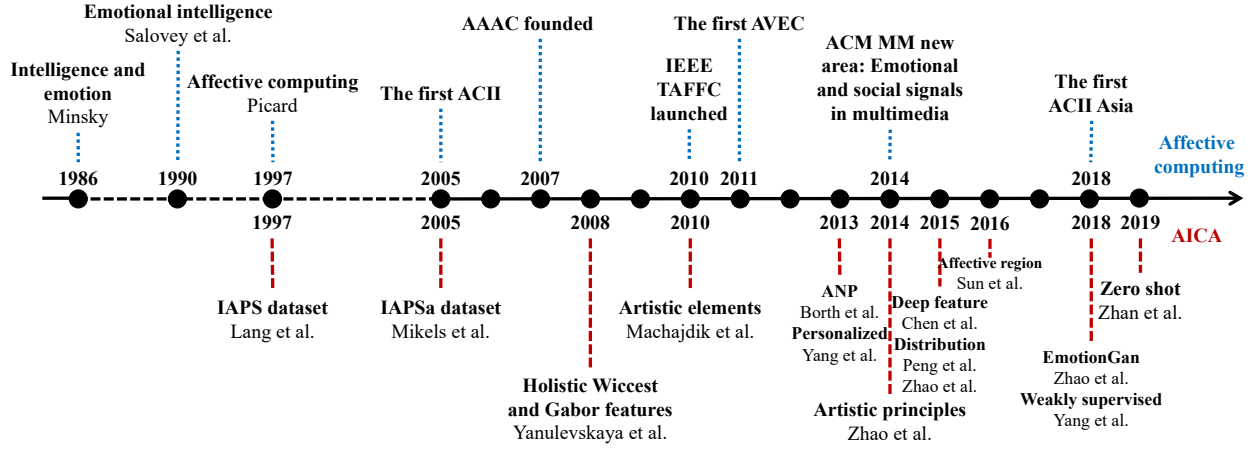 Emotional intelligence
Salovey et al.
Intelligence and
emotion
Minsky
Affective computing
Picard
The first ACII
AAAC founded
IEEE
TAFFC
launched
The first AVEC
ACM MM new
area: Emotional
and social signals
in multimedia
The first
ACII Asia
Affective
computing
1986
1990
1997
2005
2007
2010
2011
2014
2018
1997
2005
2008
2010
2013
2014
2015
2016
2018
2019
AICA
IAPS dataset
Lang et al.
IAPSa dataset
Mikels et al.
Holistic Wiccest
and Gabor features
Yanulevskaya et al.
Artistic elements
Machajdik et al.
ANP
Borth et al.
Personalized
Yang et al.
Artistic principles
Zhao et al.
Deep feature
Chen et al.
Distribution
Peng et al.
Zhao et al.
Affective region
Sun et al.
EmotionGan
Zhao et al.
Weakly supervised
Yang et al.
Zero shot
Zhan et al.